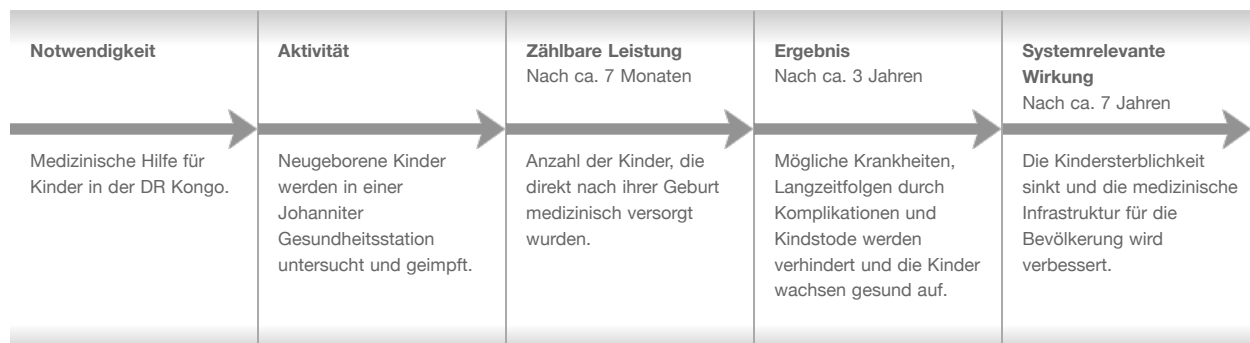 Notwendigkeit
Medizinische Hilfe für
Kinder in der DR Kongo.
Aktivität
Neugeborene Kinder
werden in einer
Johanniter
Gesundheitsstation
untersucht und geimpft.
Zählbare Leistung
Nach ca. 7 Monaten
Anzahl der Kinder, die
direkt nach ihrer Geburt
medizinisch versorgt
wurden.
Ergebnis
Nach ca. 3 Jahren
Mögliche Krankheiten,
Langzeitfolgen durch
Komplikationen und
Kindstode werden
verhindert und die Kinder
wachsen gesund auf.
Systemrelevante
Wirkung
Nach ca. 7 Jahren
Die Kindersterblichkeit
sinkt und die medizinische
Infrastruktur für die
Bevölkerung wird
verbessert.